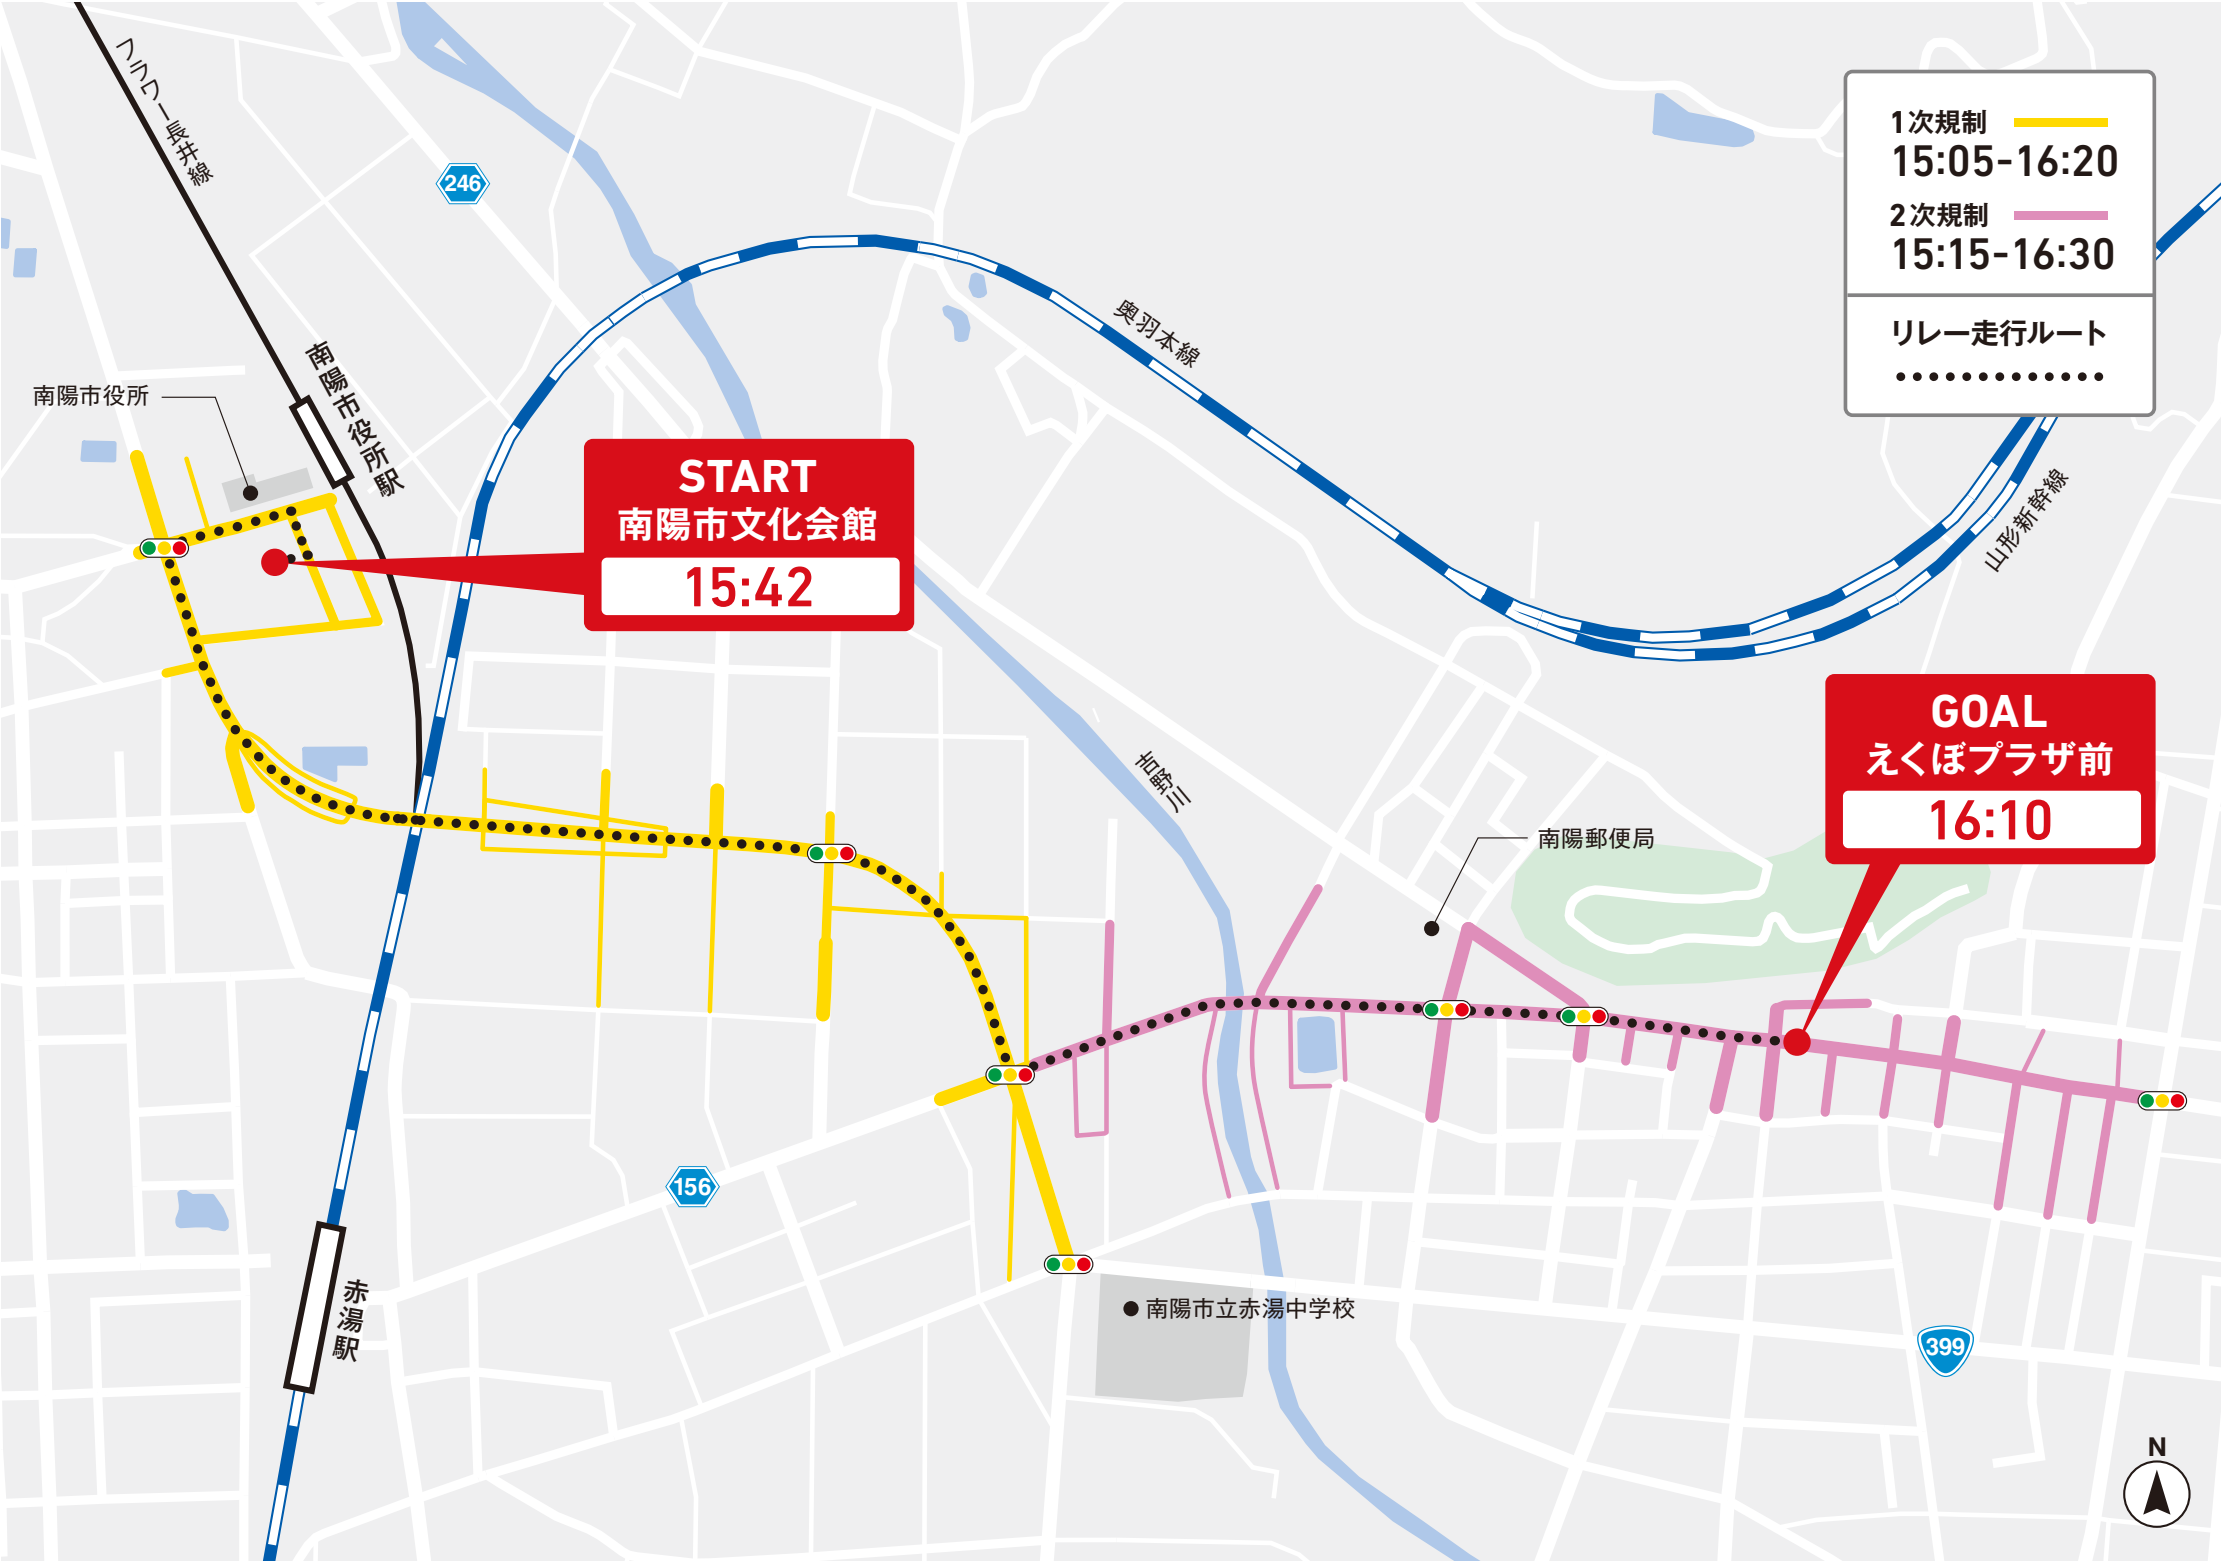 フラワー長井線
246
1次規制
15:05-16:20
2次規制
15:15-16:30
リレー走行ルート
奥羽本線
南陽市役所駅
南陽市役所
START
南陽市文化会館
15:42
山形新幹線
GOAL
えくぼプラザ前
16:10
吉野川
南陽郵便局
156
赤湯駅
南陽市立赤湯中学校
399
N